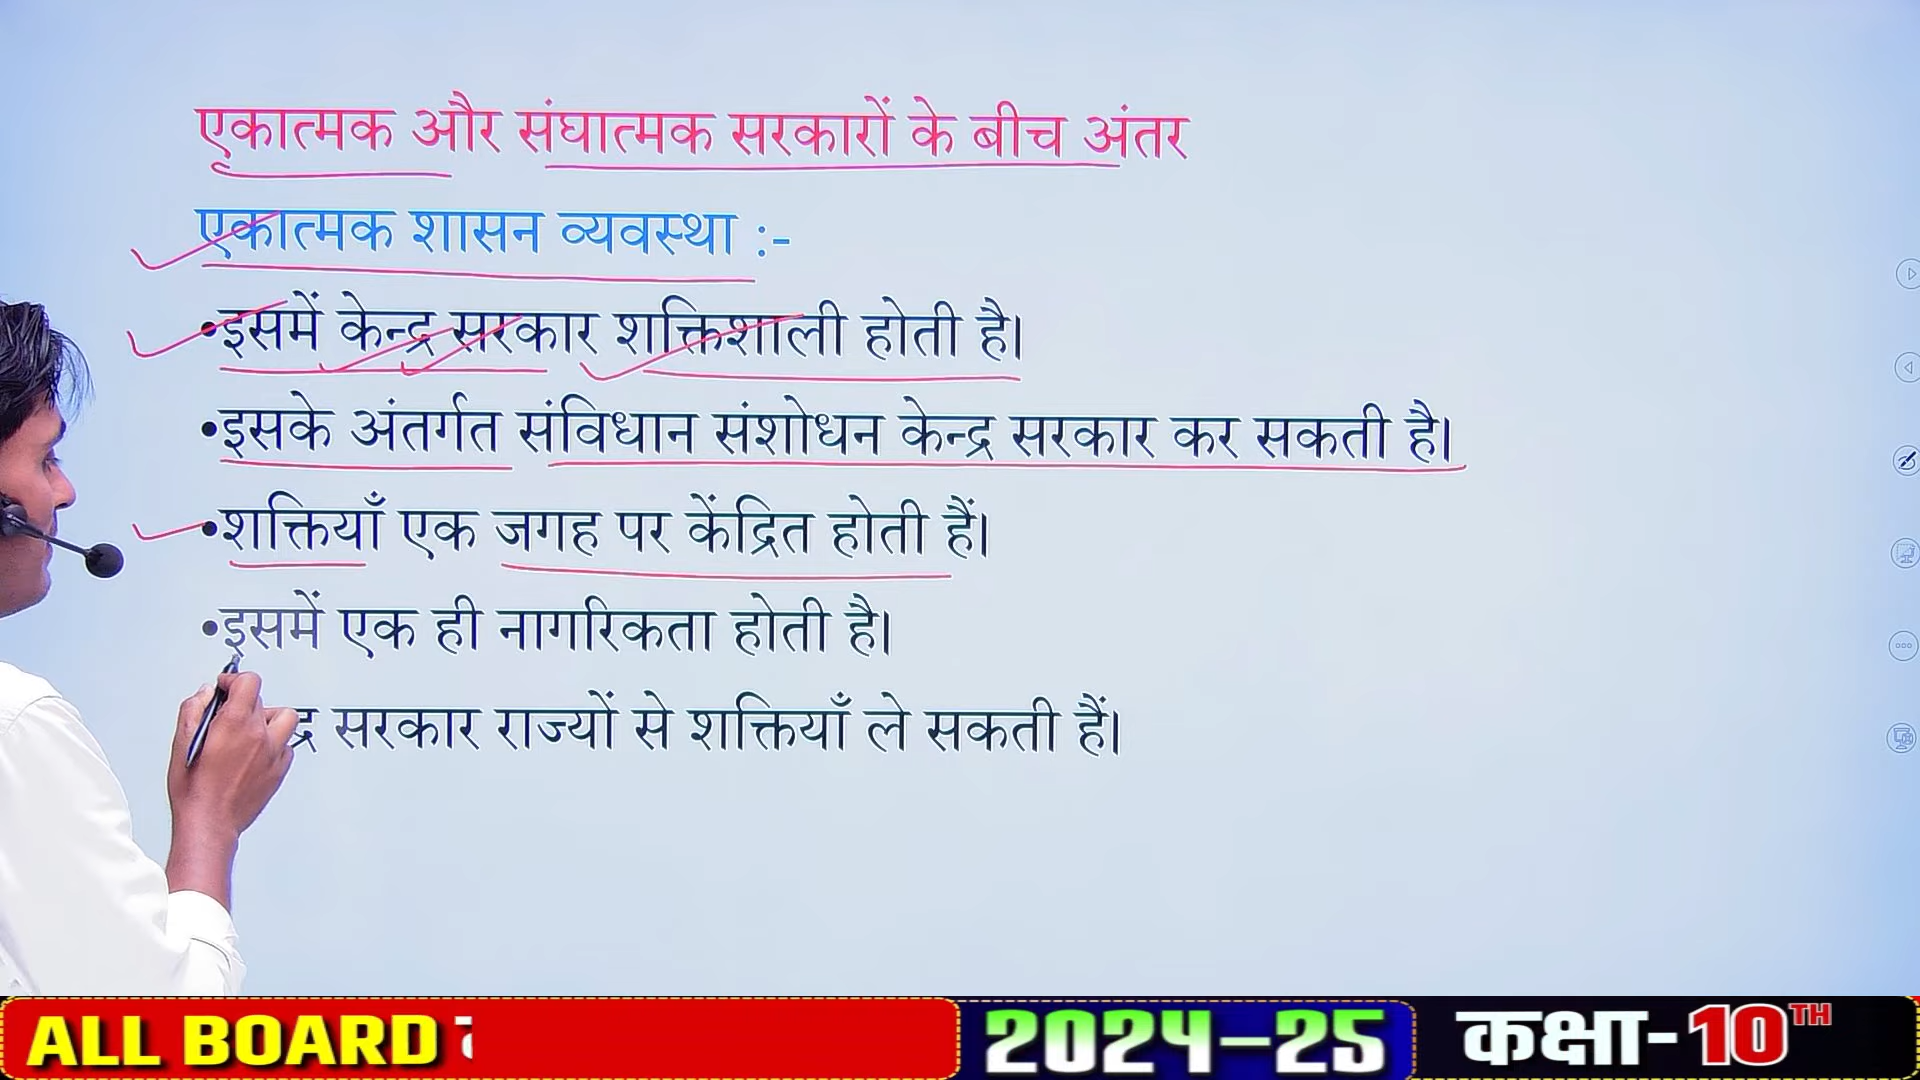 एकात्मक और संघात्मक सरकारों के बीच अंतर
एकात्मक शासन व्यवस्था :-
•इसमें केन्द्र सरकार शक्तिशाली होती है।
•इसके अंतर्गत संविधान संशोधन केन्द्र सरकार कर सकती है।
•शक्तियाँ एक जगह पर केंद्रित होती हैं।
•इसमें एक ही नागरिकता होती है।
सरकार राज्यों से शक्तियाँ ले सकती हैं।
ALL BOARD
2024-25
कक्षा-10TH